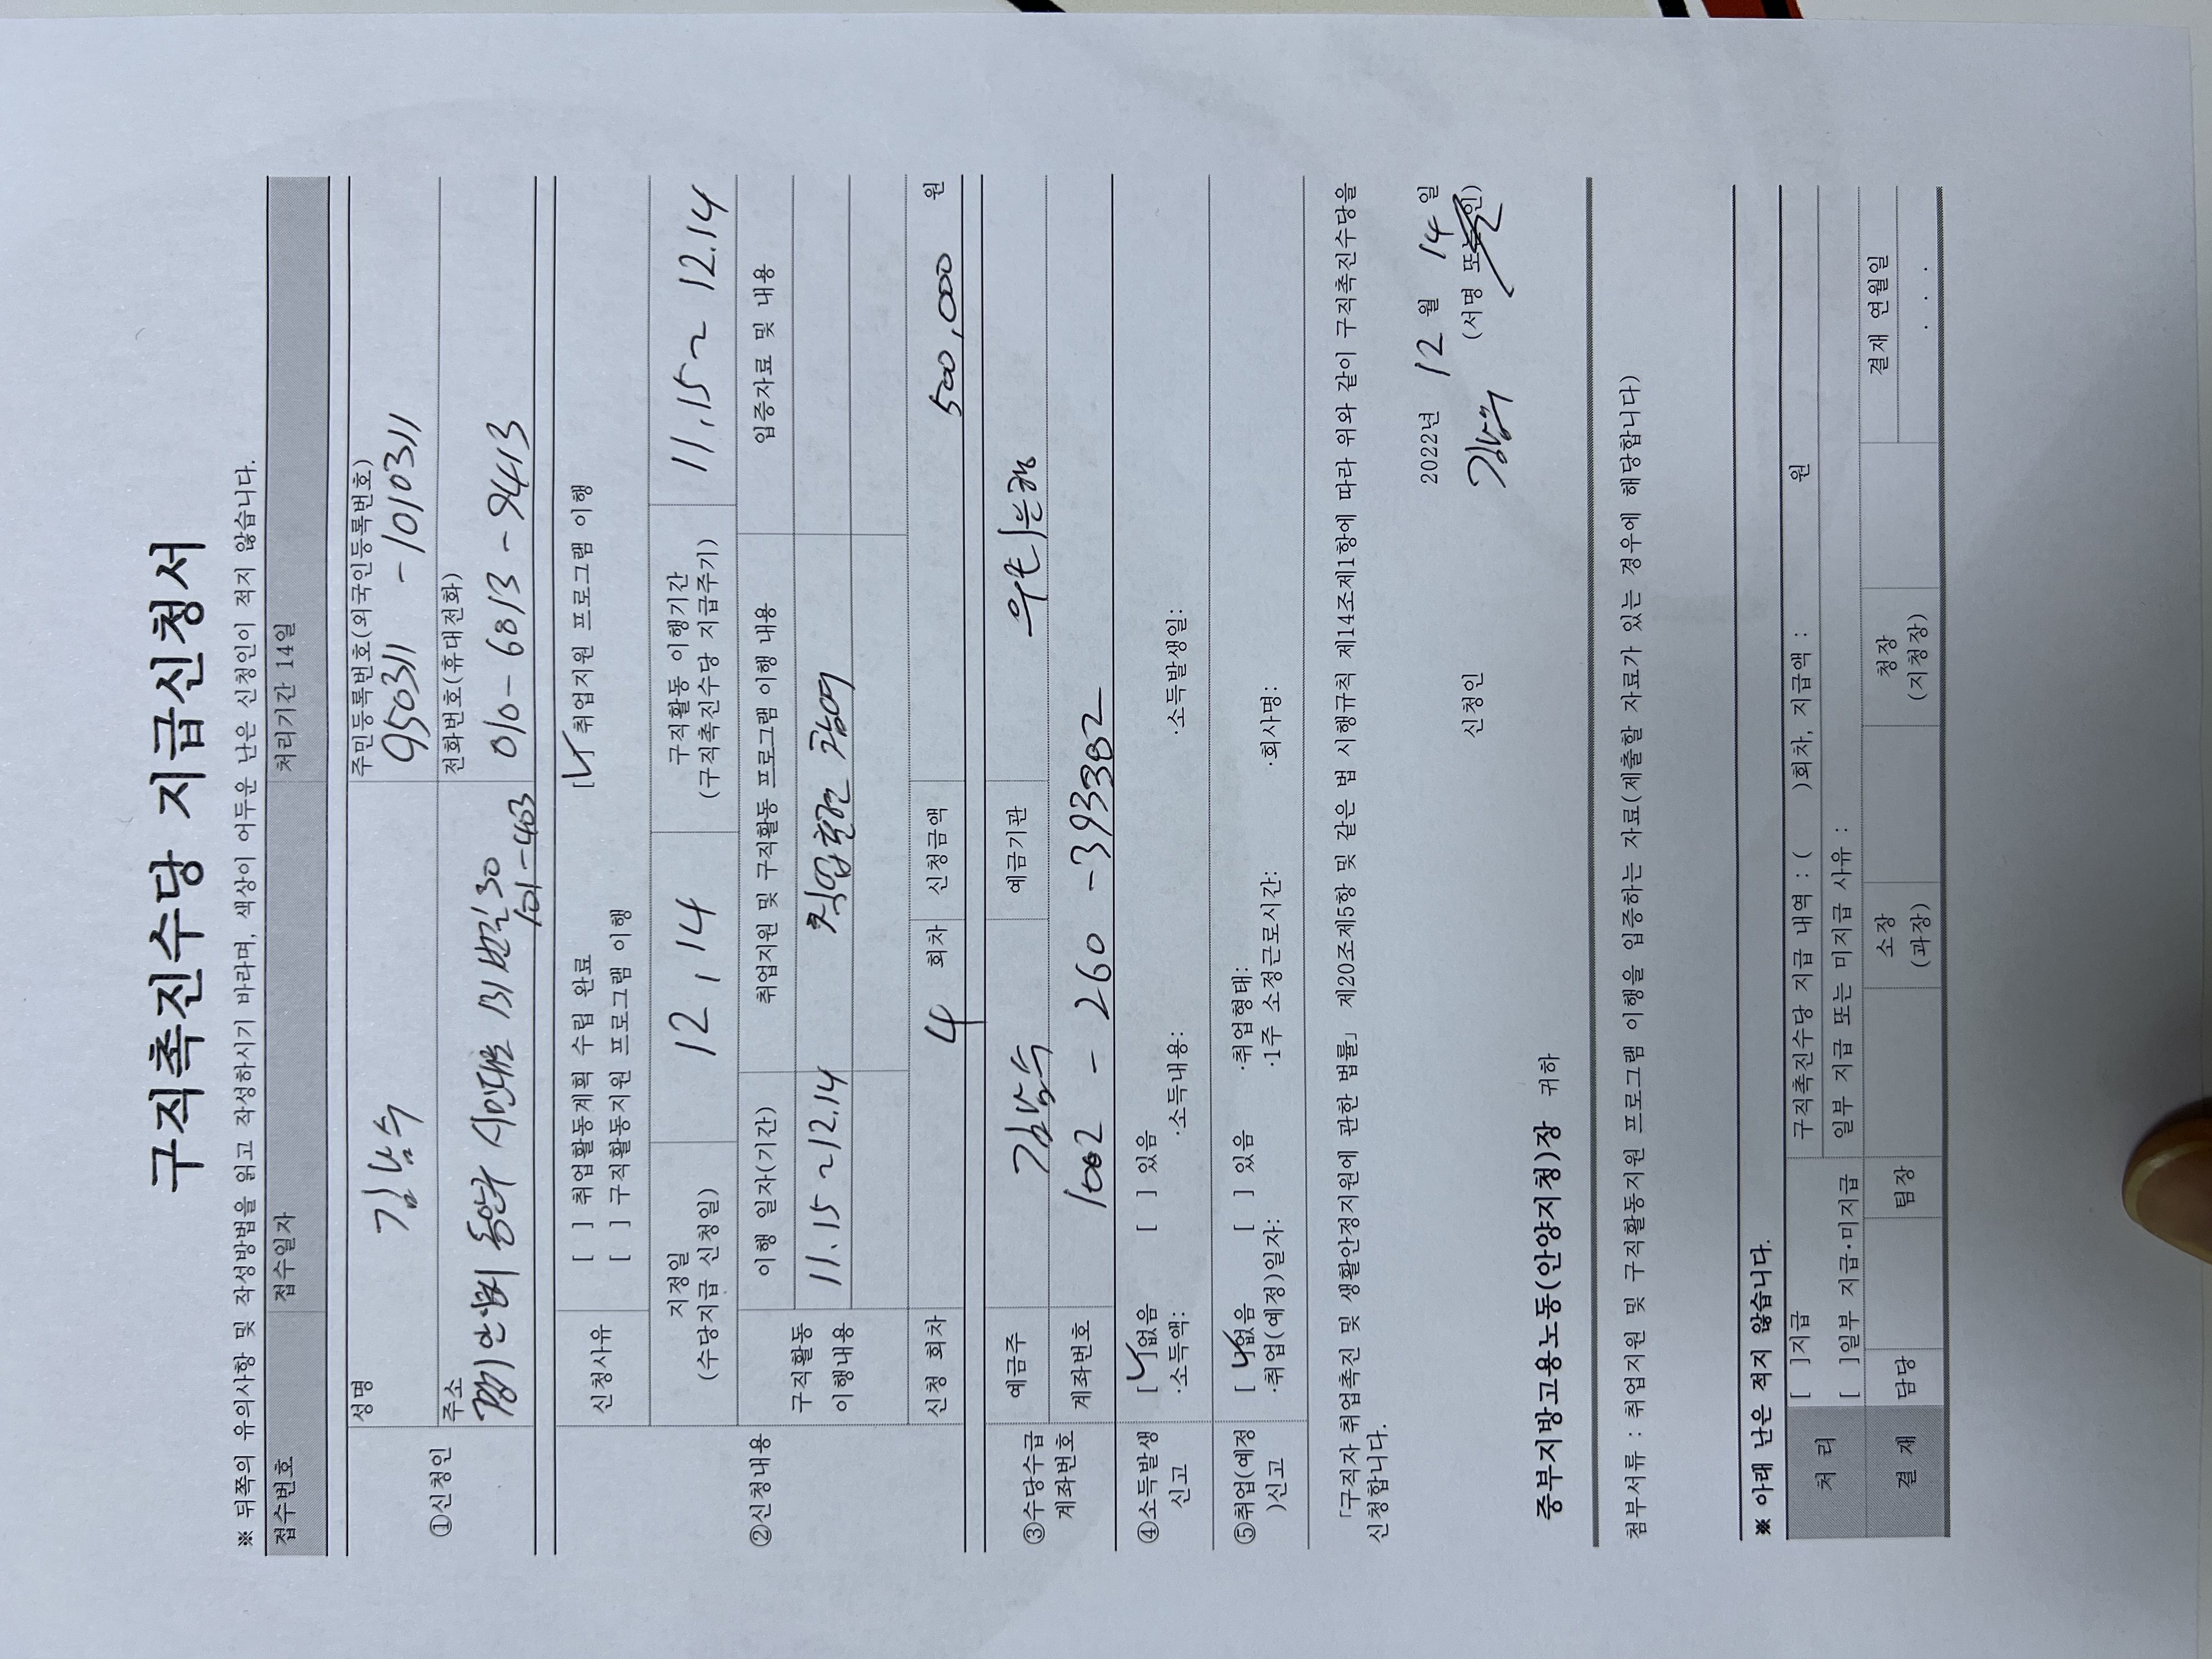 구직촉진수당 지급신청서
※ 뒤쪽의 유의사항 및 작성방법을 읽고 작성하시기 바라며, 색상이 어두운 난은 신청인이 적지 않습니다.
접수번호 접수일자 처리기간 14일
①신청인
성명 김남수
주민등록번호(외국인등록번호) 950311 -1010311
주소 경기 안양시 동안구 시민대로 131번길 30
101-403
전화번호(휴대전화) 010-6813-9413
②신청내용
신청사유 [ ] 취업활동계획 수립 완료 [✓] 취업지원 프로그램 이행
[ ] 구직활동지원 프로그램 이행
지정일
(수당지급 신청일) 12, 14
구직활동 이행기간
(구직촉진수당 지급주기) 11.15~ 12.14
구직활동
이행내용
이행 일자(기간) 취업지원 및 구직활동 프로그램 이행 내용 입증자료 및 내용
11.15 ~12.14 직업훈련 참여
신청 회차 4 회차 신청금액 500,000 원
③수당수급
계좌번호
예금주 김남수 예금기관 우리은행
계좌번호 1002 - 260 -393302
④소득발생
신고
[✓]없음 [ ] 있음
·소득액: ·소득내용: ·소득발생일:
⑤취업(예정
)신고
[✓]없음 [ ] 있음 ·취업형태:
·취업(예정)일자: ·1주 소정근로시간: ·회사명:
「구직자 취업촉진 및 생활안정지원에 관한 법률」 제20조제5항 및 같은 법 시행규칙 제14조제1항에 따라 위와 같이 구직촉진수당을
신청합니다.
2022년 12 월 14 일
신청인 김남수 (서명 또는 인)
중부지방고용노동(안양지청)장 귀하
첨부서류 : 취업지원 및 구직활동지원 프로그램 이행을 입증하는 자료(제출할 자료가 있는 경우에 해당합니다)
※ 아래 난은 적지 않습니다.
처 리
[ ]지급 구직촉진수당 지급 내역 : ( )회차, 지급액 : 원
[ ]일부 지급·미지급 일부 지급 또는 미지급 사유 :
결 재 담당 팀장 소장
(과장) 청장
(지청장) 결재 연월일
. . .